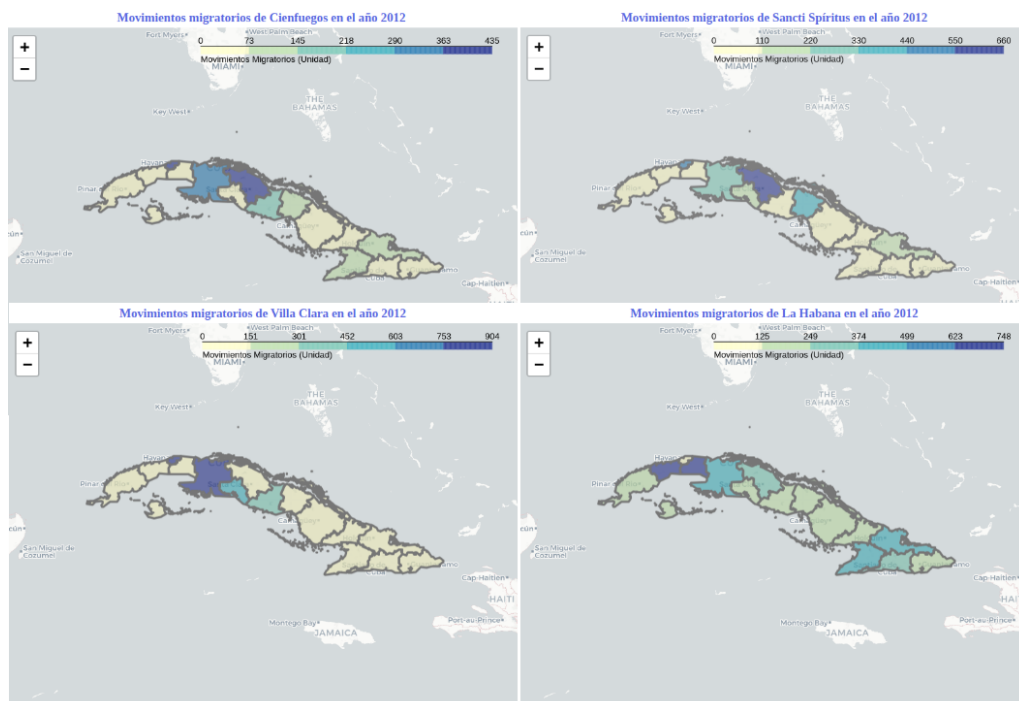 Movimientos migratorios de Cienfuegos en el año 2012
Fort Myers
West Palm Beach
+
−
0 73 145 218 290 363 435
Movimientos Migratorios (Unidad)
MIAMI
THE
BAHAMAS
Key West
Havan
Pinar
San Miguel de
Cozumel
Cap-Haïtien
Movimientos migratorios de Sancti Spíritus en el año 2012
Fort Myers
West Palm Beach
+
−
0 110 220 330 440 550 660
Movimientos Migratorios (Unidad)
MIAMI
THE
BAHAMAS
Key West
Havan
Pinar
San Miguel de
Cozumel
Cap-Haïtien
Movimientos migratorios de Villa Clara en el año 2012
Fort Myers
West Palm Beach
+
−
0 151 301 452 603 753 904
Movimientos Migratorios (Unidad)
MIAMI
THE
BAHAMAS
Key West
Havan
Pinar
San Miguel de
Cozumel
Cap-Haïtien
HAITI
Montego Bay
JAMAICA
Port-au-Prince
Movimientos migratorios de La Habana en el año 2012
Fort Myers
West Palm Beach
+
−
0 125 249 374 499 623 748
Movimientos Migratorios (Unidad)
MIAMI
THE
BAHAMAS
Key West
Havan
Pinar
San Miguel de
Cozumel
Cap-Haïtien
HAI
Montego Bay
JAMAICA
Port-au-Prince